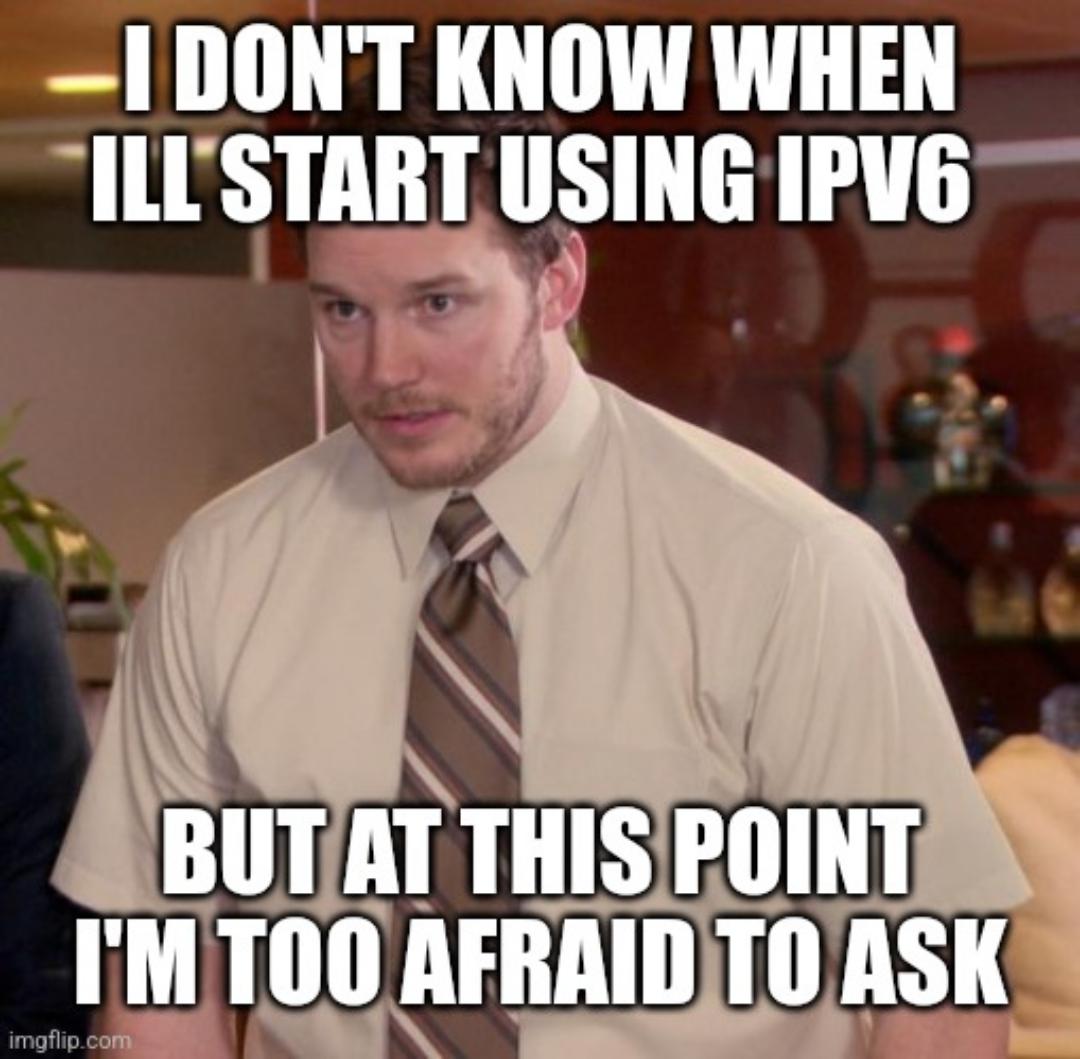 I DON'T KNOW WHEN
ILL START USING IPV6
BUT AT THIS POINT
I'M TOO AFRAID TO ASK
imgflip.com